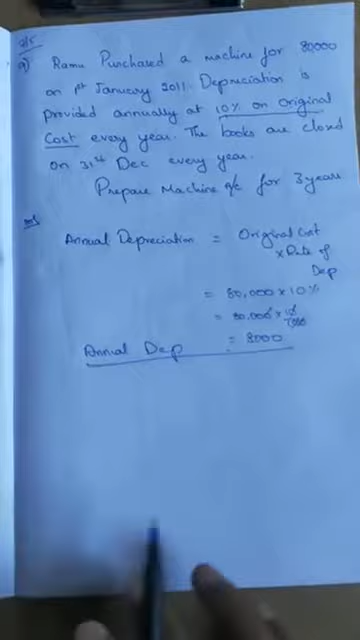 Q) Ramu Purchased a machine for 80000
on 1st January 2011. Depreciation is
provided annually at 10% on original
Cost every year. The books are closed
on 31st Dec every year.
Prepare Machine a/c for 3 years
Annual Depreciation = Original Cost
x Rate of
Dep
= 80,000 x 10%
= 80,000 x 10/100
Annual Dep = 8000